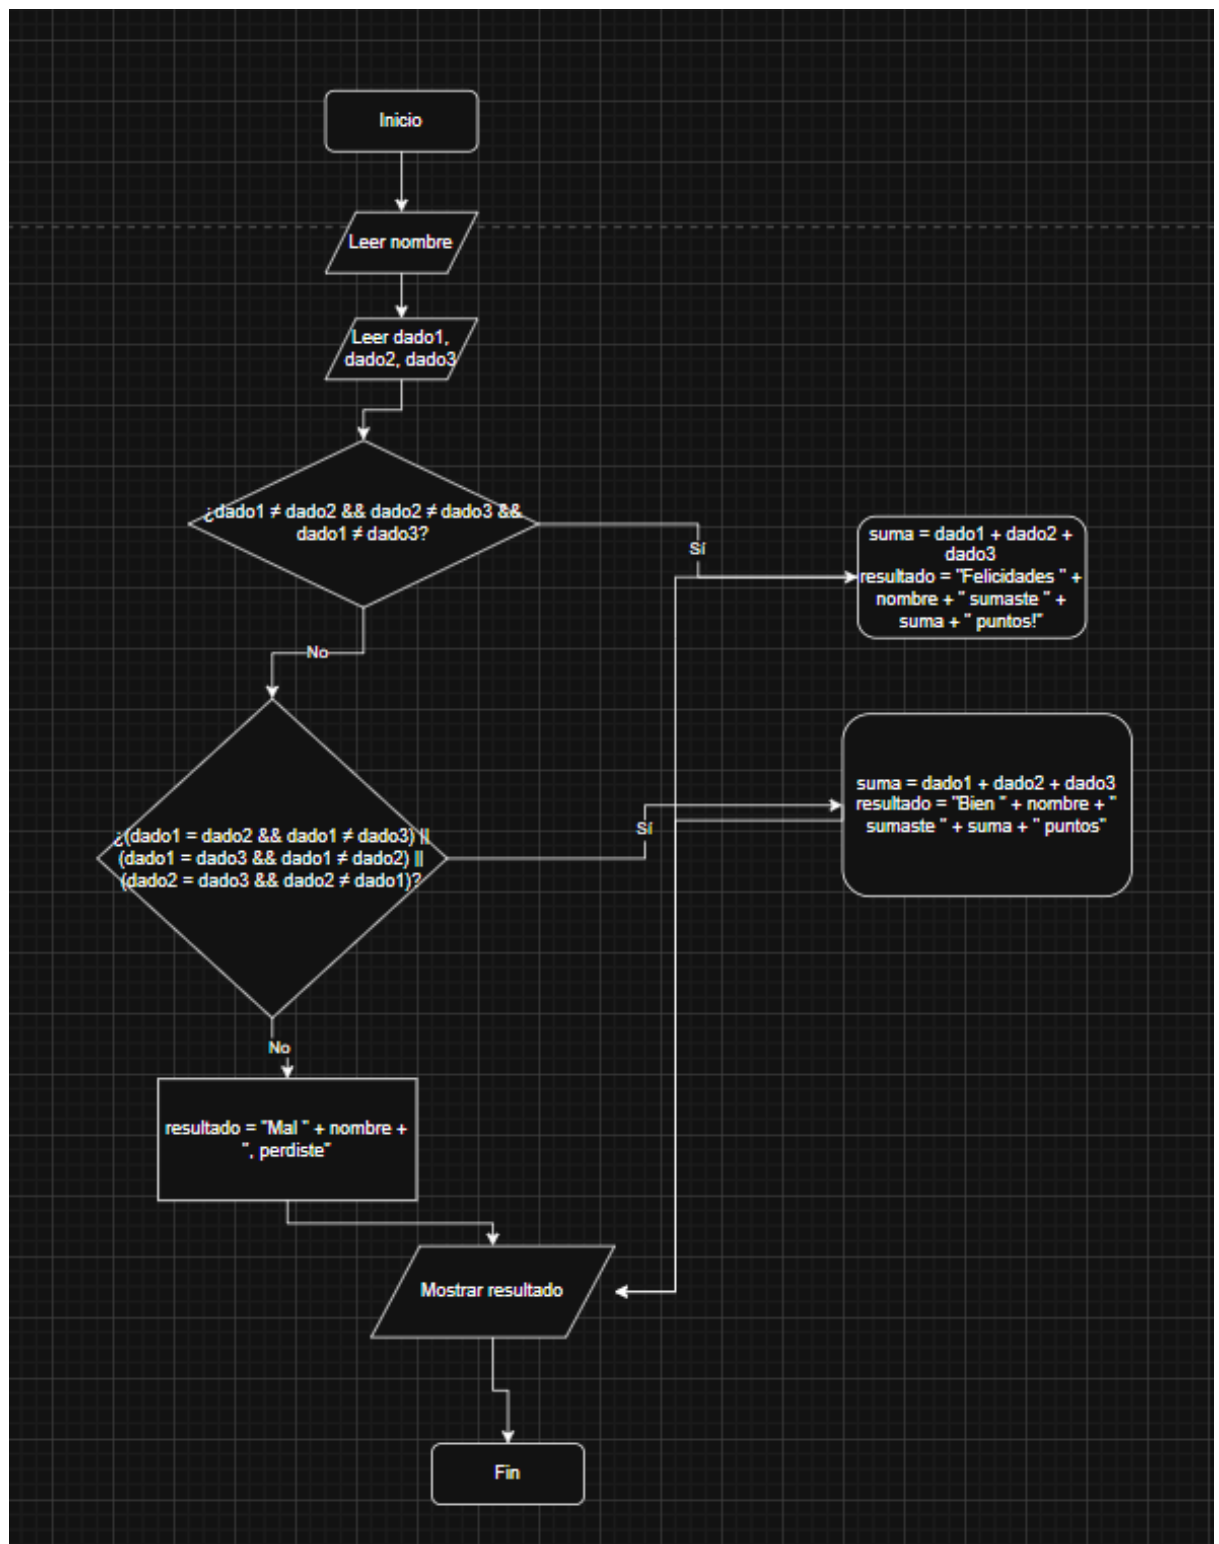 Inicio
Leer nombre
Leer dado1,
dado2, dado3
¿dado1 ≠ dado2 && dado2 ≠ dado3 &&
dado1 ≠ dado3?
Sí
suma = dado1 + dado2 +
dado3
resultado = "Felicidades " +
nombre + " sumaste " +
suma + " puntos!"
No
¿(dado1 = dado2 && dado1 ≠ dado3) ||
(dado1 = dado3 && dado1 ≠ dado2) ||
(dado2 = dado3 && dado2 ≠ dado1)?
Sí
suma = dado1 + dado2 + dado3
resultado = "Bien " + nombre + "
sumaste " + suma + " puntos"
No
resultado = "Mal " + nombre +
", perdiste"
Mostrar resultado
Fin